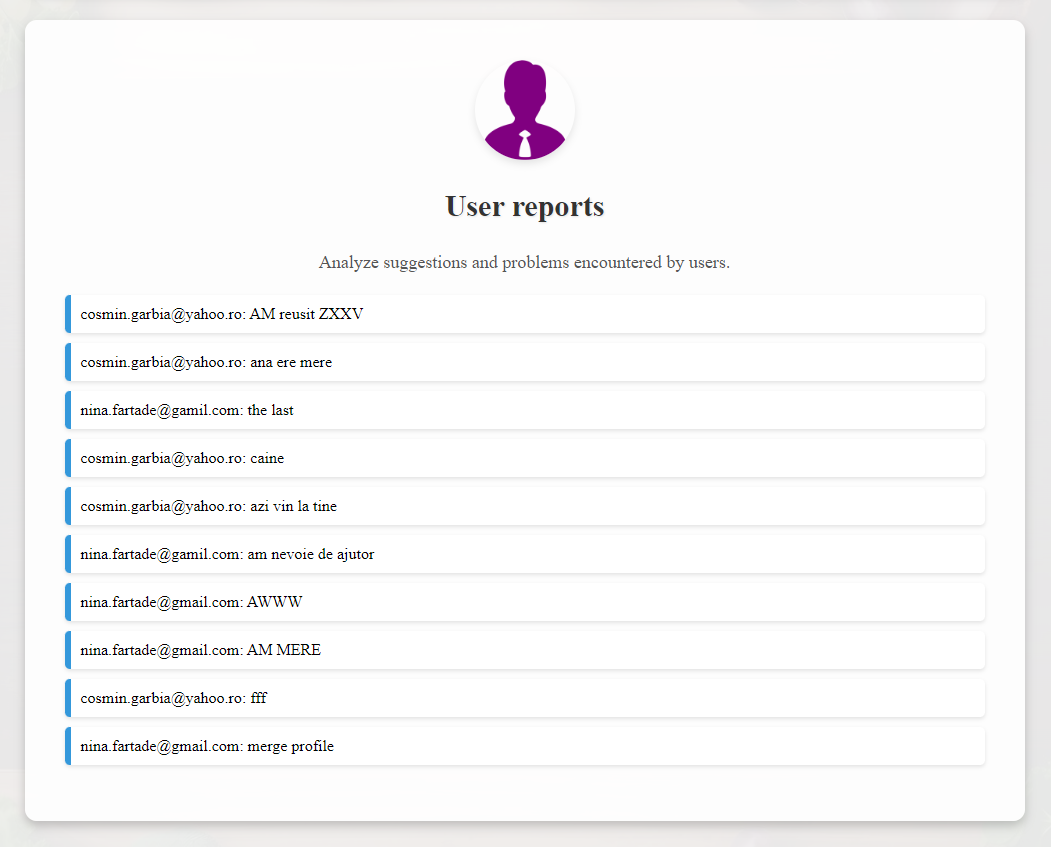 User reports
Analyze suggestions and problems encountered by users.
cosmin.garbia@yahoo.ro: AM reusit ZXXV
cosmin.garbia@yahoo.ro: ana ere mere
nina.fartade@gamil.com: the last
cosmin.garbia@yahoo.ro: caine
cosmin.garbia@yahoo.ro: azi vin la tine
nina.fartade@gamil.com: am nevoie de ajutor
nina.fartade@gmail.com: AWWW
nina.fartade@gmail.com: AM MERE
cosmin.garbia@yahoo.ro: fff
nina.fartade@gmail.com: merge profile